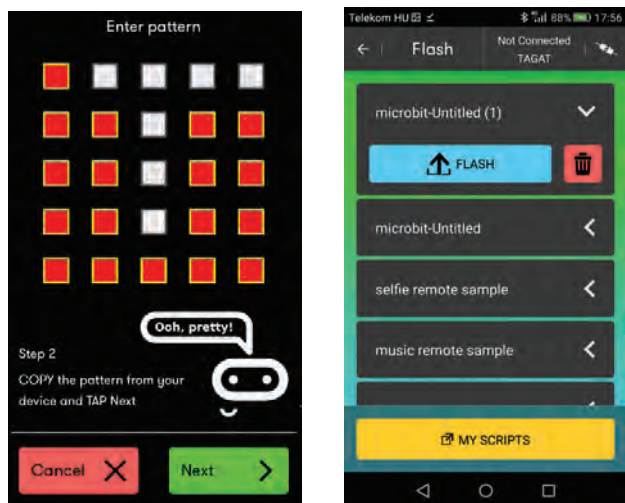 Enter pattern
Ooh, pretty!
Step 2
COPY the pattern from your
device and TAP Next
Cancel
Next
Telekom HU 88% 17:56
Flash
Not Connected
TAGAT
microbit-Untitled (1)
FLASH
microbit-Untitled
selfie remote sample
music remote sample
MY SCRIPTS